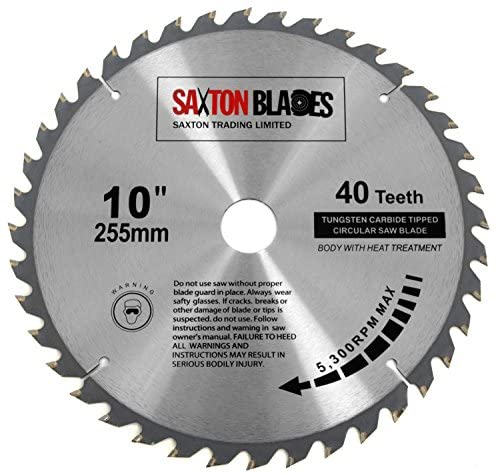 SAXTON BLADES
SAXTON TRADING LIMITED
10"
255mm
40 Teeth
TUNGSTEN CARBIDE TIPPED
CIRCULAR SAW BLADE
BODY WITH HEAT TREATMENT
WARNING
Do not use saw without proper
blade guard in place. Always wear
safty glasses. If cracks. breaks or
other damage of blade or tips is
suspected. do not use. Follow
instructions and warning in saw
owner's manual. FAILURE TO HEED
ALL WARNINGS AND
INSTRUCTIONS MAY RESULT IN
SERIOUS BODILY INJURY.
5,300RPM MAX